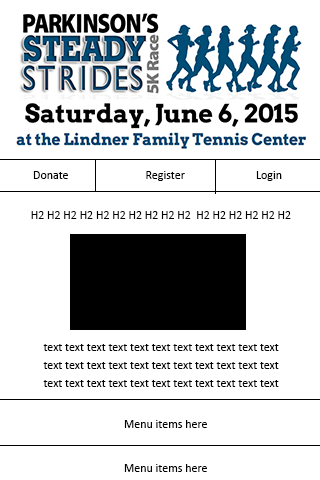 PARKINSON'S
STEADY
STRIDES
5K Race
Saturday, June 6, 2015
at the Lindner Family Tennis Center
Donate Register Login
H2 H2 H2 H2 H2 H2 H2 H2 H2 H2 H2 H2 H2 H2 H2 H2
text text text text text text text text text text text
text text text text text text text text text text text
text text text text text text text text text text text
Menu items here
Menu items here